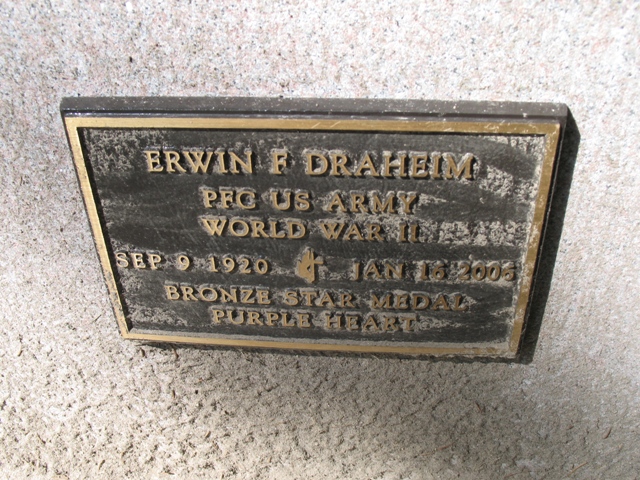 ERWIN F DRAHEIM
PFC US ARMY
WORLD WAR II
SEP 9 1920 JAN 16 2006
BRONZE STAR MEDAL
PURPLE HEART